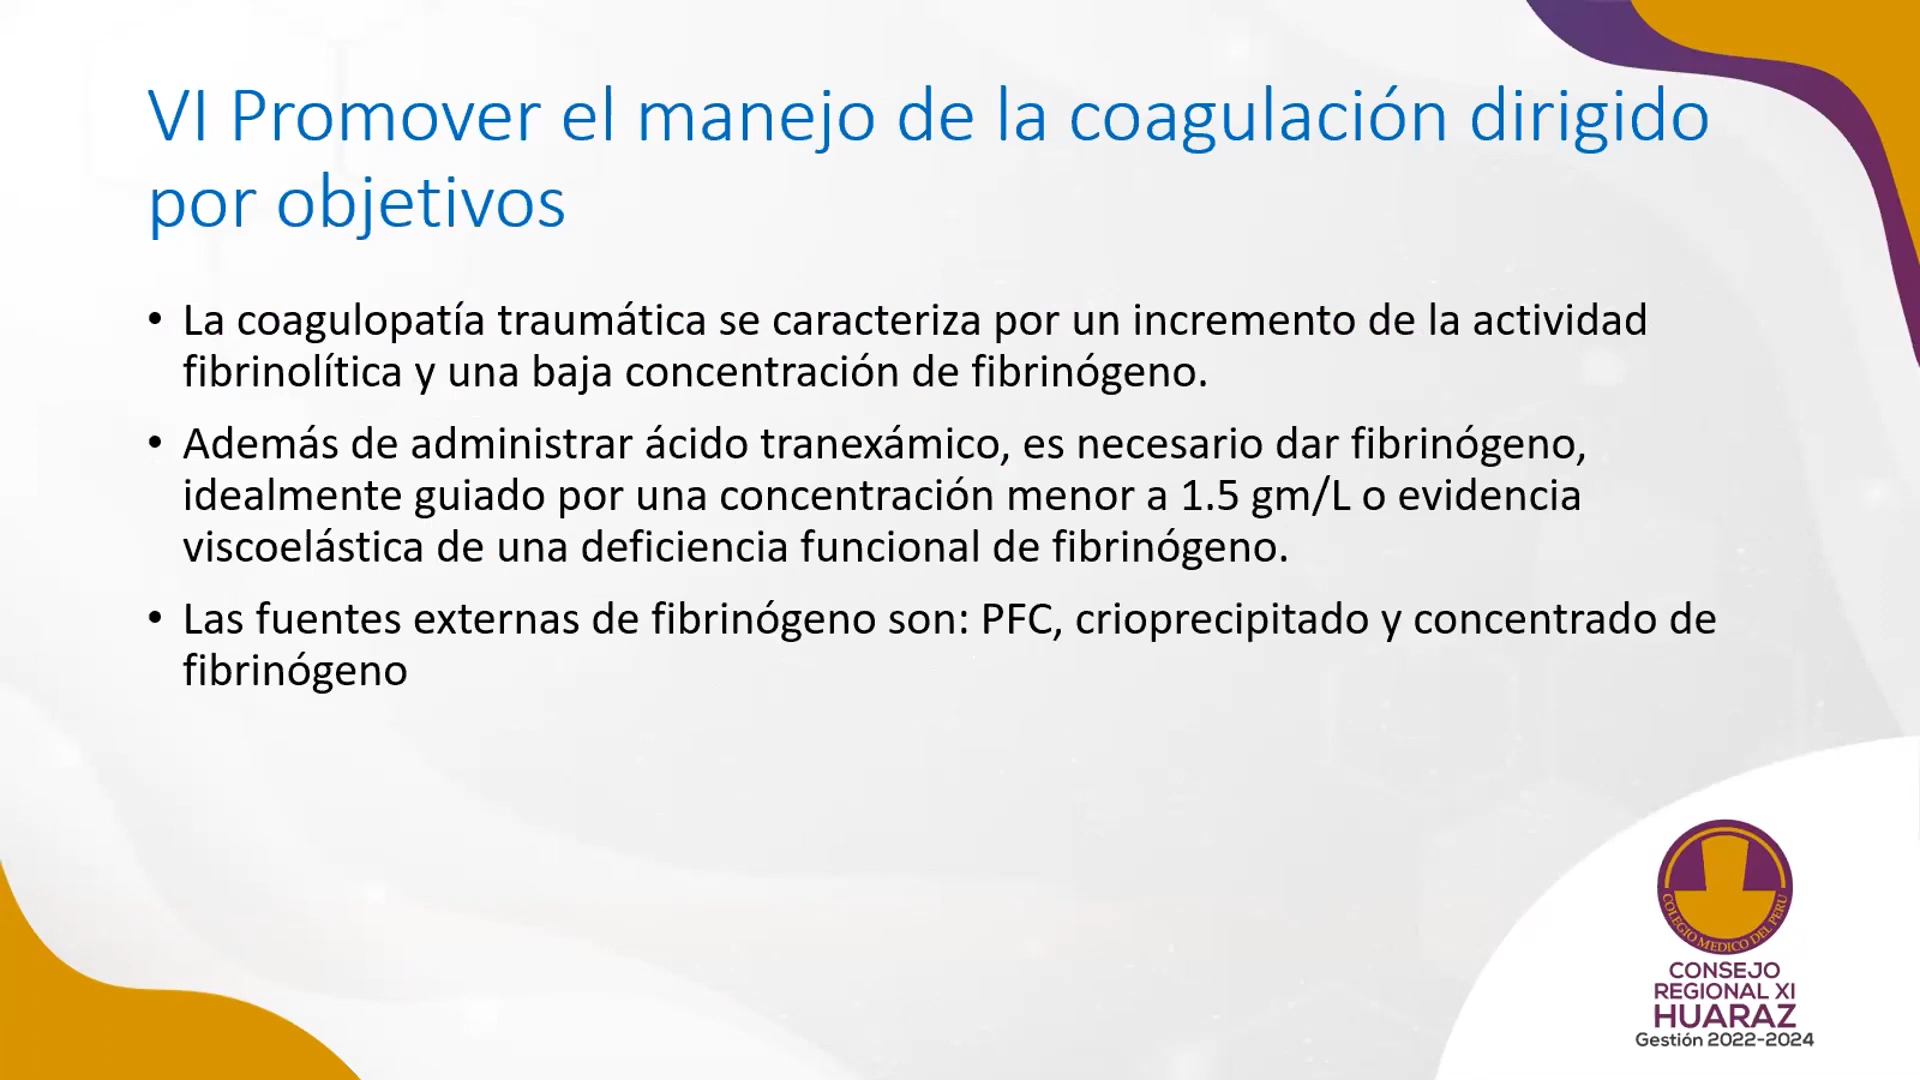 VI Promover el manejo de la coagulación dirigido
por objetivos
• La coagulopatía traumática se caracteriza por un incremento de la actividad
fibrinolítica y una baja concentración de fibrinógeno.
• Además de administrar ácido tranexámico, es necesario dar fibrinógeno,
idealmente guiado por una concentración menor a 1.5 gm/L o evidencia
viscoelástica de una deficiencia funcional de fibrinógeno.
• Las fuentes externas de fibrinógeno son: PFC, crioprecipitado y concentrado de
fibrinógeno
COLEGIO MEDICO DEL PERU
CONSEJO
REGIONAL XI
HUARAZ
Gestión 2022-2024